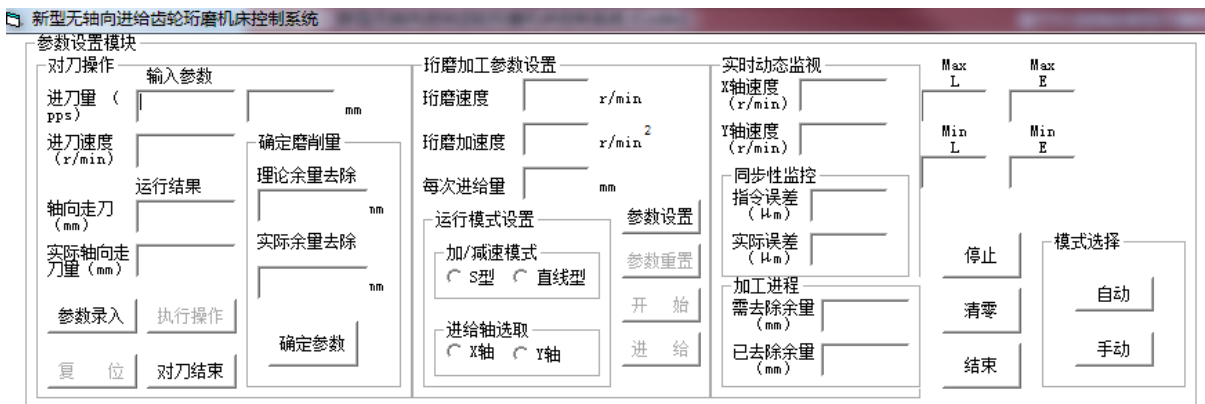 新型无轴向进给齿轮珩磨机床控制系统
参数设置模块
对刀操作
输入参数
进刀量（
pps）
mm
进刀速度
（r/min）
运行结果
轴向走刀
（mm）
实际轴向走
刀量（mm）
参数录入
执行操作
复 位
对刀结束
确定磨削量
理论余量去除
mm
实际余量去除
mm
确定参数
珩磨加工参数设置
珩磨速度 r/min
珩磨加速度 r/min2
每次进给量 mm
运行模式设置
加/减速模式
S型 直线型
进给轴选取
X轴 Y轴
参数设置
参数重置
开 始
进 给
实时动态监视
X轴速度
（r/min）
Y轴速度
（r/min）
同步性监控
指令误差
（μm）
实际误差
（μm）
加工进程
需去除余量
（mm）
已去除余量
（mm）
Max
L
Max
E
Min
L
Min
E
停止
清零
结束
模式选择
自动
手动